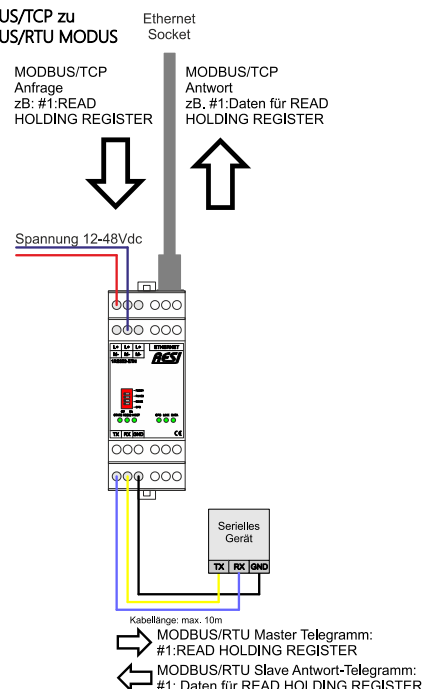 US/TCP zu
US/RTU MODUS
Ethernet
Socket
MODBUS/TCP
Anfrage
zB: #1:READ
HOLDING REGISTER
MODBUS/TCP
Antwort
zB. #1:Daten für READ
HOLDING REGISTER
Spannung 12-48Vdc
L+ L+ L+ ETHERNET
M- M- M-
RESI
TX RX GND CE
Serielles
Gerät
TX RX GND
Kabellänge: max. 10m
MODBUS/RTU Master Telegramm:
#1:READ HOLDING REGISTER
MODBUS/RTU Slave Antwort-Telegramm:
#1: Daten für READ HOLDING REGISTER